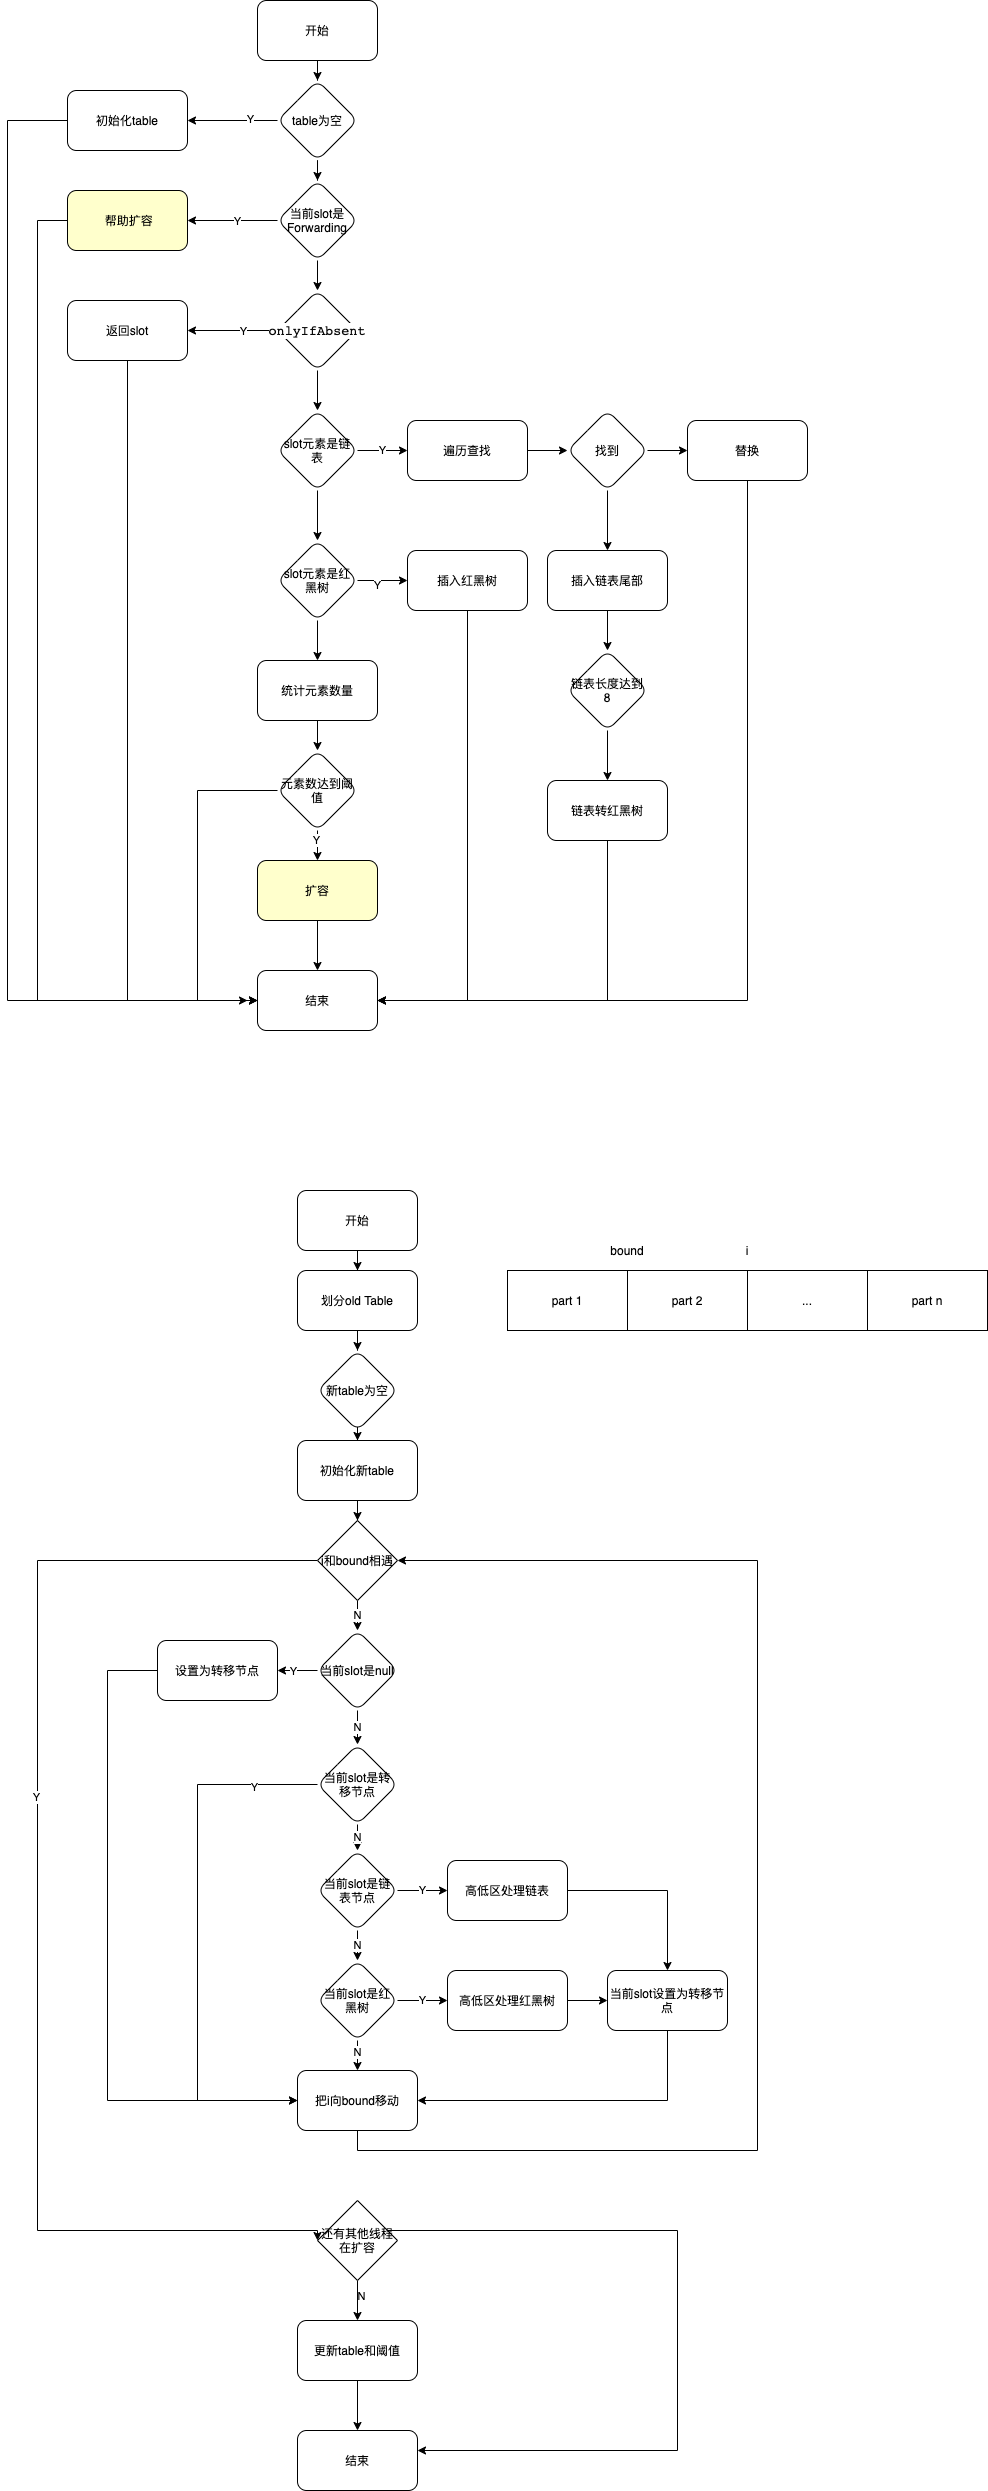 开始
table为空
Y
初始化table
当前slot是
Forwarding
Y
帮助扩容
onlyIfAbsent
Y
返回slot
slot元素是链
表
Y
遍历查找
找到
替换
slot元素是红
黑树
Y
插入红黑树
插入链表尾部
统计元素数量
链表长度达到
8
元素数达到阈
值
链表转红黑树
Y
扩容
结束
开始
bound
i
划分old Table
part 1
part 2
...
part n
新table为空
初始化新table
i和bound相遇
N
当前slot是null
Y
设置为转移节点
N
当前slot是转
移节点
Y
Y
N
当前slot是链
表节点
Y
高低区处理链表
N
当前slot是红
黑树
Y
高低区处理红黑树
当前slot设置为转移节
点
N
把i向bound移动
还有其他线程
在扩容
N
更新table和阈值
结束